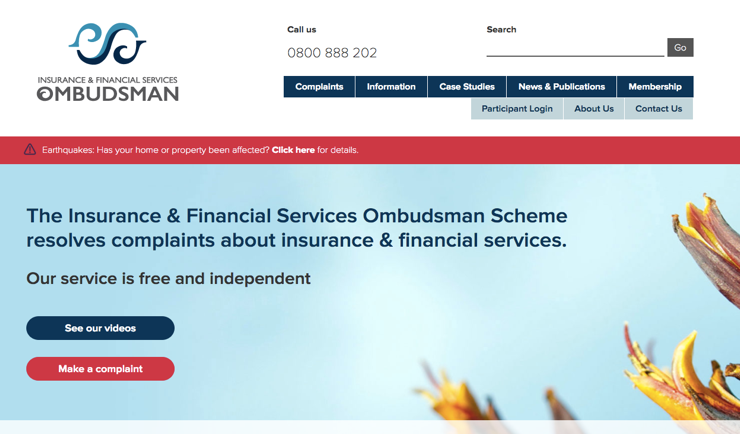 INSURANCE & FINANCIAL SERVICES
OMBUDSMAN
Call us
0800 888 202
Search
Go
Complaints
Information
Case Studies
News & Publications
Membership
Participant Login
About Us
Contact Us
Earthquakes: Has your home or property been affected? Click here for details.
The Insurance & Financial Services Ombudsman Scheme
resolves complaints about insurance & financial services.
Our service is free and independent
See our videos
Make a complaint